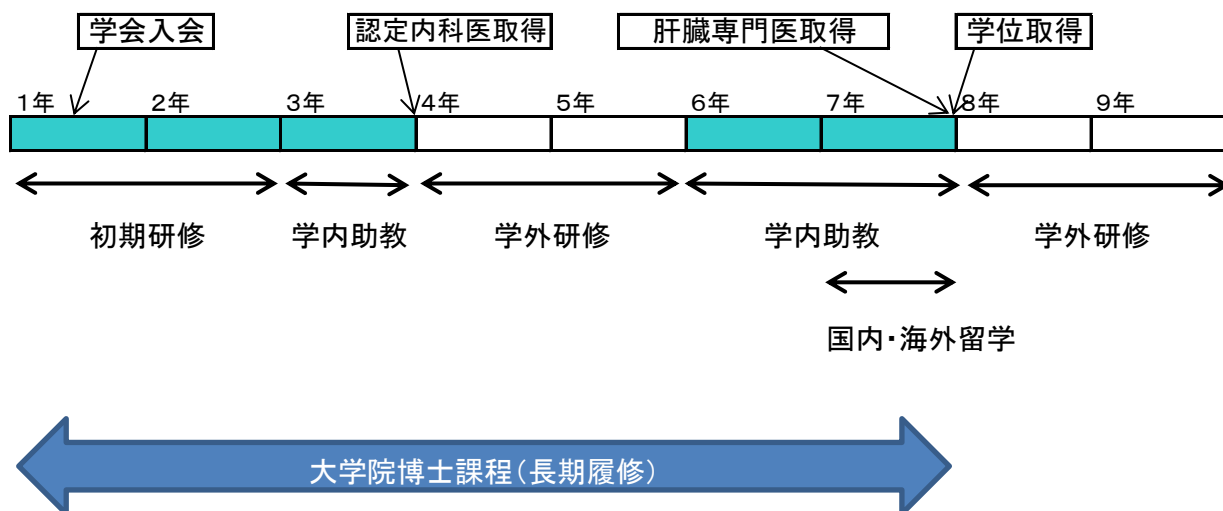 学会入会
認定内科医取得
肝臓専門医取得
学位取得
1年
2年
3年
4年
5年
6年
7年
8年
9年
初期研修
学内助教
学外研修
学内助教
学外研修
国内・海外留学
大学院博士課程(長期履修)